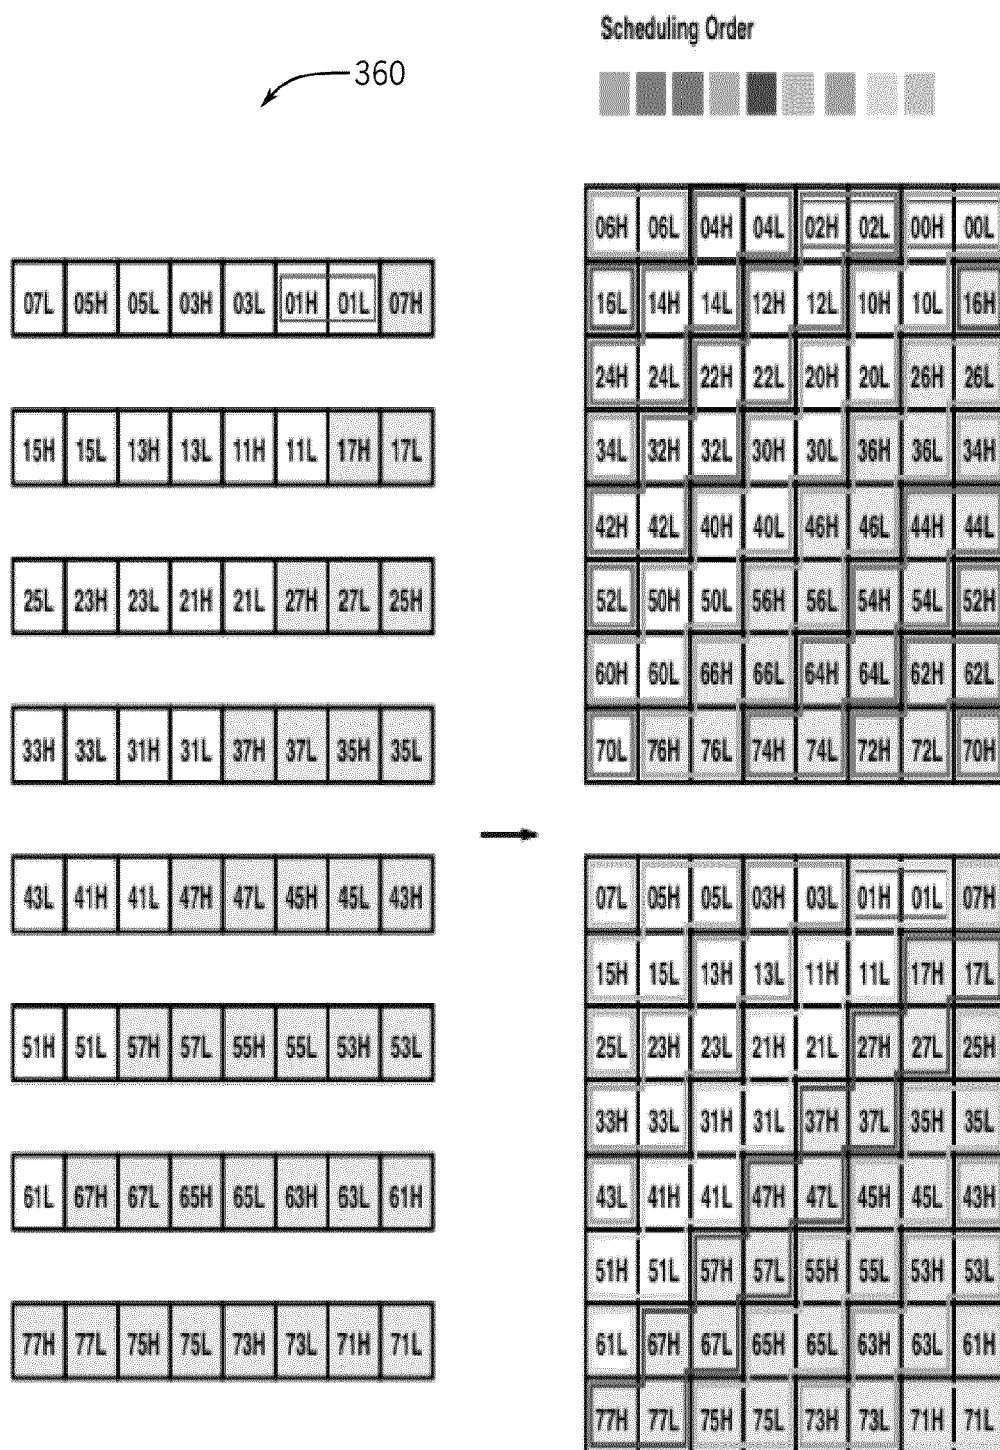 Scheduling Order
360
06H 06L 04H 04L 02H 02L 00H 00L
07L 05H 05L 03H 03L 01H 01L 07H
16L 14H 14L 12H 12L 10H 10L 16H
24H 24L 22H 22L 20H 20L 26H 26L
15H 15L 13H 13L 11H 11L 17H 17L
34L 32H 32L 30H 30L 36H 36L 34H
42H 42L 40H 40L 46H 46L 44H 44L
25L 23H 23L 21H 21L 27H 27L 25H
52L 50H 50L 56H 56L 54H 54L 52H
60H 60L 66H 66L 64H 64L 62H 62L
33H 33L 31H 31L 37H 37L 35H 35L
70L 76H 76L 74H 74L 72H 72L 70H
43L 41H 41L 47H 47L 45H 45L 43H
07L 05H 05L 03H 03L 01H 01L 07H
15H 15L 13H 13L 11H 11L 17H 17L
51H 51L 57H 57L 55H 55L 53H 53L
25L 23H 23L 21H 21L 27H 27L 25H
33H 33L 31H 31L 37H 37L 35H 35L
61L 67H 67L 65H 65L 63H 63L 61H
43L 41H 41L 47H 47L 45H 45L 43H
51H 51L 57H 57L 55H 55L 53H 53L
77H 77L 75H 75L 73H 73L 71H 71L
61L 67H 67L 65H 65L 63H 63L 61H
77H 77L 75H 75L 73H 73L 71H 71L